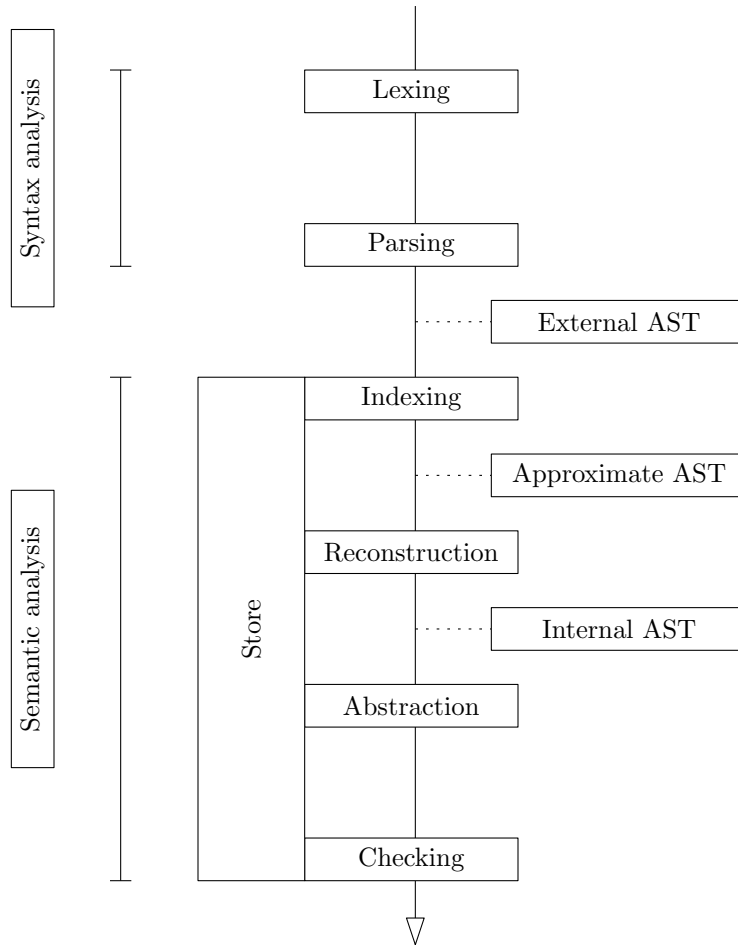 Syntax analysis
Lexing
Parsing
External AST
Semantic analysis
Store
Indexing
Approximate AST
Reconstruction
Internal AST
Abstraction
Checking